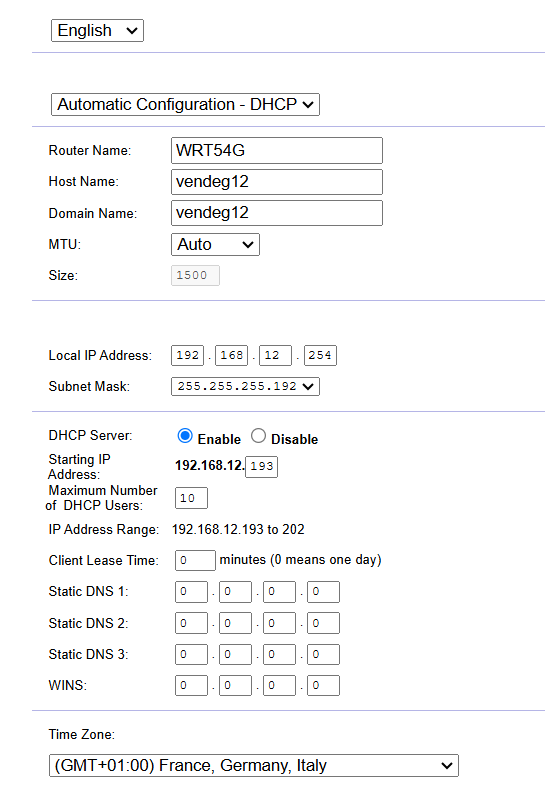 English
Automatic Configuration - DHCP
Router Name: WRT54G
Host Name: vendeg12
Domain Name: vendeg12
MTU: Auto
Size: 1500
Local IP Address: 192 . 168 . 12 . 254
Subnet Mask: 255.255.255.192
DHCP Server: Enable Disable
Starting IP
Address: 192.168.12. 193
Maximum Number
of DHCP Users: 10
IP Address Range: 192.168.12.193 to 202
Client Lease Time: 0 minutes (0 means one day)
Static DNS 1: 0 . 0 . 0 . 0
Static DNS 2: 0 . 0 . 0 . 0
Static DNS 3: 0 . 0 . 0 . 0
WINS: 0 . 0 . 0 . 0
Time Zone:
(GMT+01:00) France, Germany, Italy